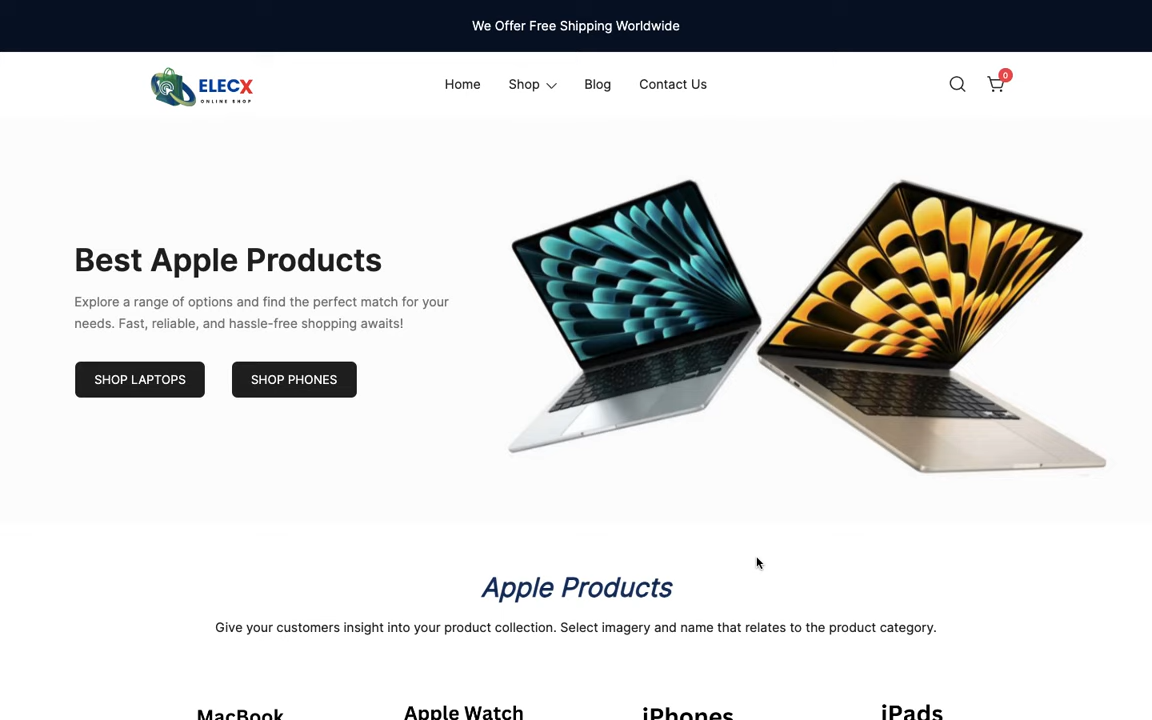 We Offer Free Shipping Worldwide
ELECX
ONLINE SHOP
Home Shop Blog Contact Us
0
Best Apple Products
Explore a range of options and find the perfect match for your
needs. Fast, reliable, and hassle-free shopping awaits!
SHOP LAPTOPS SHOP PHONES
Apple Products
Give your customers insight into your product collection. Select imagery and name that relates to the product category.
MacBook Apple Watch iPhones iPads